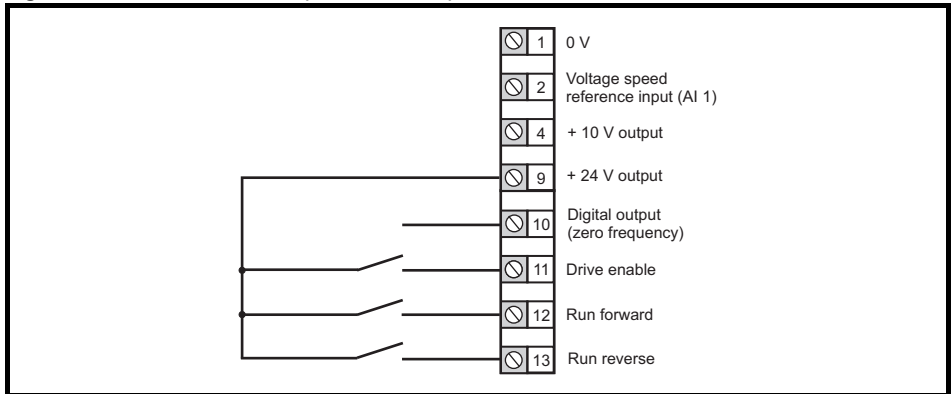 1 0 V
2 Voltage speed
reference input (AI 1)
4 + 10 V output
9 + 24 V output
10 Digital output
(zero frequency)
11 Drive enable
12 Run forward
13 Run reverse